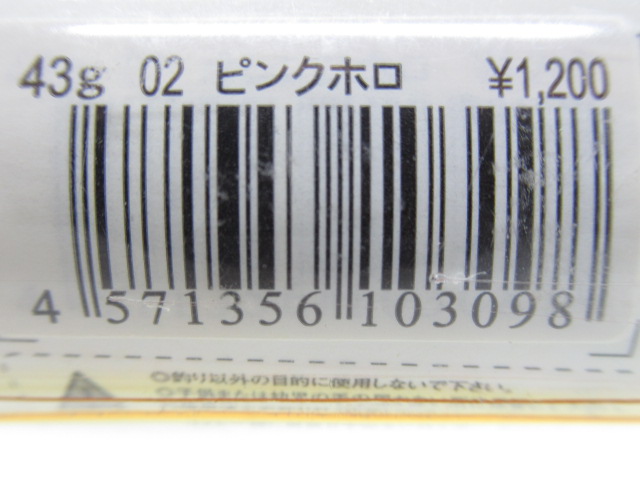 43g 02 ピンクホロ ¥1,200
4 571356 103098
◎釣り以外の目的に使用しないで下さい。